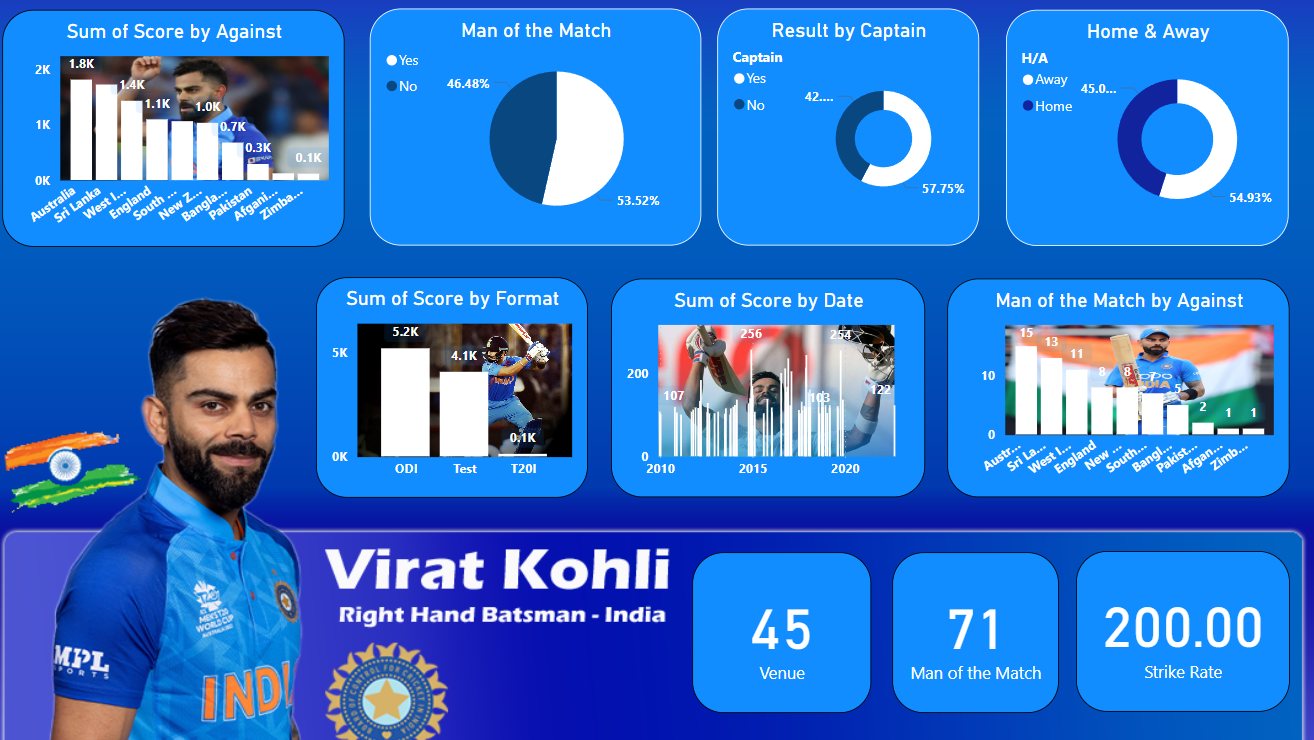 Sum of Score by Against
2K
1K
0K
1.8K
1.4K
1.1K
1.0K
0.7K
0.3K
0.1K
Australia
Sri Lanka
West I...
England
South ...
New Z...
Bangla...
Pakistan
Afgani...
Zimba...
Man of the Match
Yes
No
46.48%
53.52%
Result by Captain
Captain
Yes
No
42....
57.75%
Home & Away
H/A
Away
Home
45.0...
54.93%
Sum of Score by Format
5K
0K
5.2K
4.1K
0.1K
ODI
Test
T20I
Sum of Score by Date
200
0
107
256
103
254
122
2010
2015
2020
Man of the Match by Against
10
0
15
13
11
8
8
7
5
2
1
1
Austr...
Sri La...
West I...
England
New ...
South...
Bangl...
Pakist...
Afgan...
Zimb...
Virat Kohli
Right Hand Batsman - India
45
Venue
71
Man of the Match
200.00
Strike Rate
MEN'S T20
WORLD CUP
MPL
SPORTS
INDI